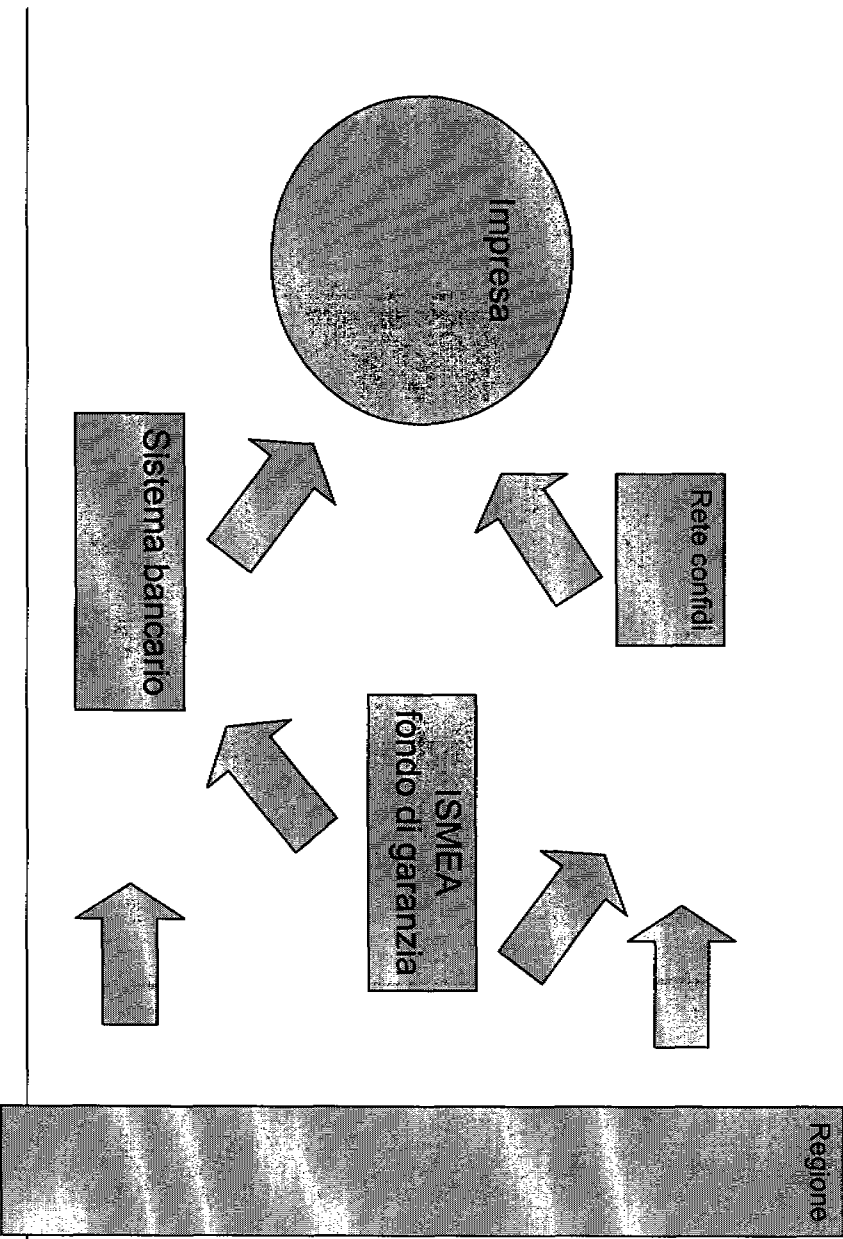 Impresa
Rete confidi
Sistema bancario
ISMEA
fondo di garanzia
Regione